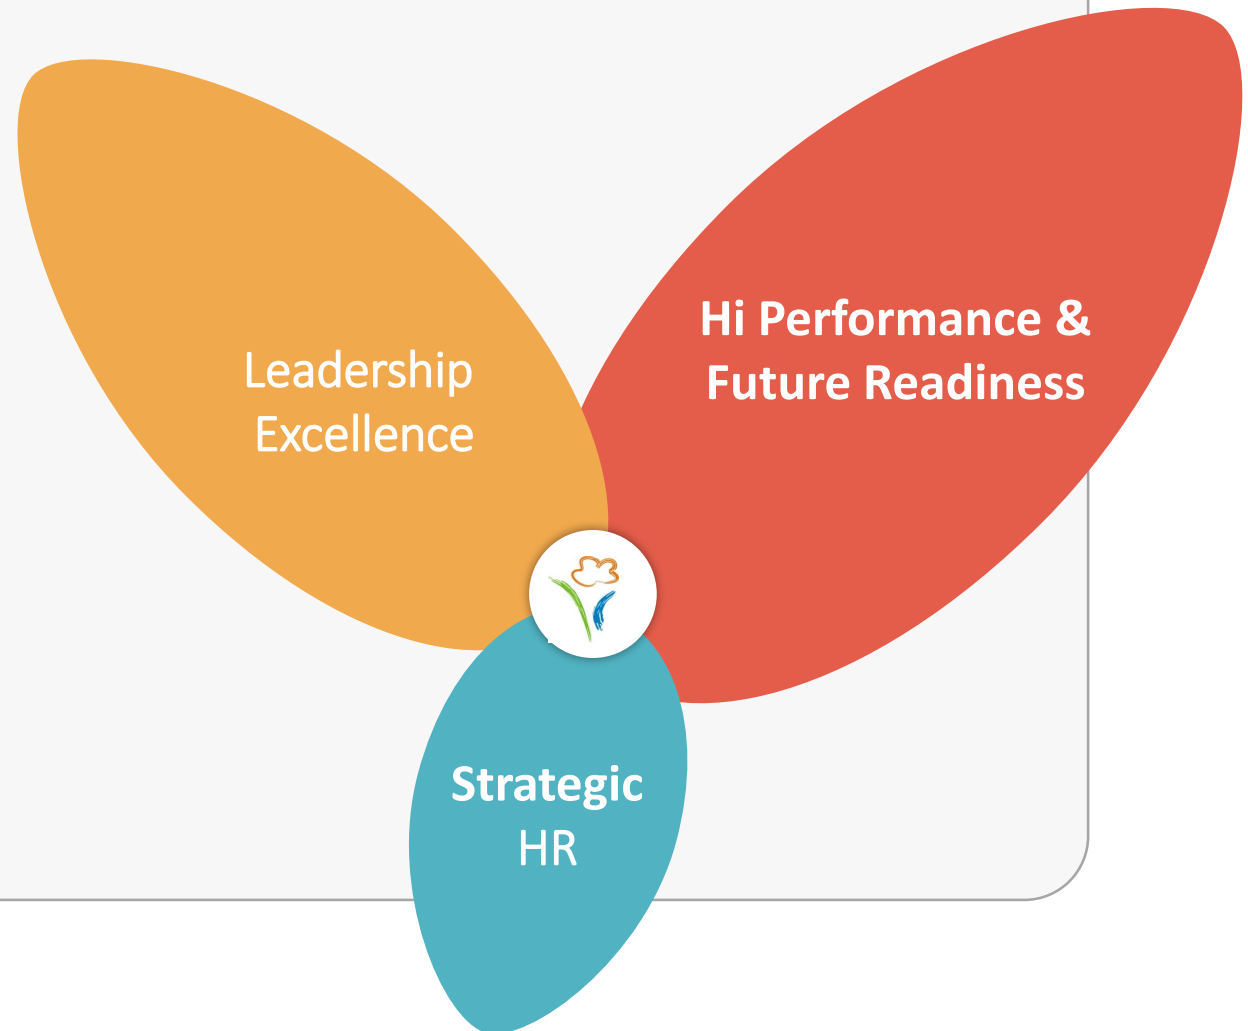 Leadership
Excellence
Hi Performance &
Future Readiness
Strategic
HR